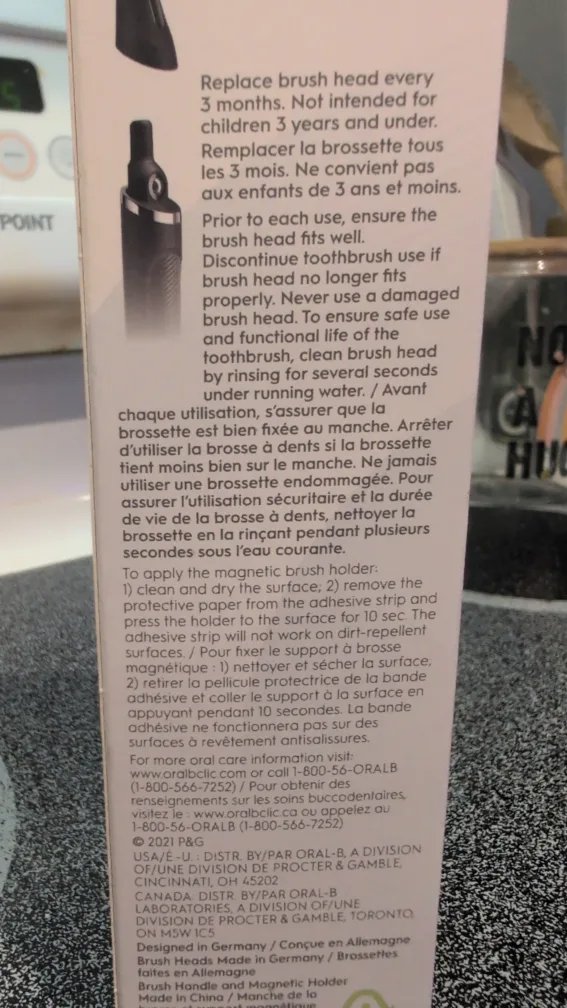 Replace brush head every
3 months. Not intended for
children 3 years and under.
Remplacer la brossette tous
les 3 mois. Ne convient pas
aux enfants de 3 ans et moins.
Prior to each use, ensure the
brush head fits well.
Discontinue toothbrush use if
brush head no longer fits
properly. Never use a damaged
brush head. To ensure safe use
and functional life of the
toothbrush, clean brush head
by rinsing for several seconds
under running water. / Avant
chaque utilisation, s'assurer que la
brossette est bien fixée au manche. Arrêter
d'utiliser la brosse à dents si la brossette
tient moins bien sur le manche. Ne jamais
utiliser une brossette endommagée. Pour
assurer l'utilisation sécuritaire et la durée
de vie de la brosse à dents, nettoyer la
brossette en la rinçant pendant plusieurs
secondes sous l'eau courante.
To apply the magnetic brush holder:
1) clean and dry the surface; 2) remove the
protective paper from the adhesive strip and
press the holder to the surface for 10 sec. The
adhesive strip will not work on dirt-repellent
surfaces. / Pour fixer le support à brosse
magnétique : 1) nettoyer et sécher la surface,
2) retirer la pellicule protectrice de la bande
adhésive et coller le support à la surface en
appuyant pendant 10 secondes. La bande
adhésive ne fonctionnera pas sur des
surfaces à revêtement antisalissures.
For more oral care information visit:
www.oralbclic.com or call 1-800-56-ORALB
(1-800-566-7252) / Pour obtenir des
renseignements sur les soins buccodentaires,
visitez le : www.oralbclic.ca ou appelez au
1-800-56-ORALB (1-800-566-7252)
© 2021 P&G
USA/É.-U. : DISTR. BY/PAR ORAL-B, A DIVISION
OF/UNE DIVISION DE PROCTER & GAMBLE,
CINCINNATI, OH 45202
CANADA: DISTR. BY/PAR ORAL-B
LABORATORIES, A DIVISION OF/UNE
DIVISION DE PROCTER & GAMBLE, TORONTO,
ON M5W 1C5
Designed in Germany / Conçue en Allemagne
Brush Heads Made in Germany / Brossettes
faites en Allemagne
Brush Handle and Magnetic Holder
Made in China / Manche de la
POINT
NO
A
HUG